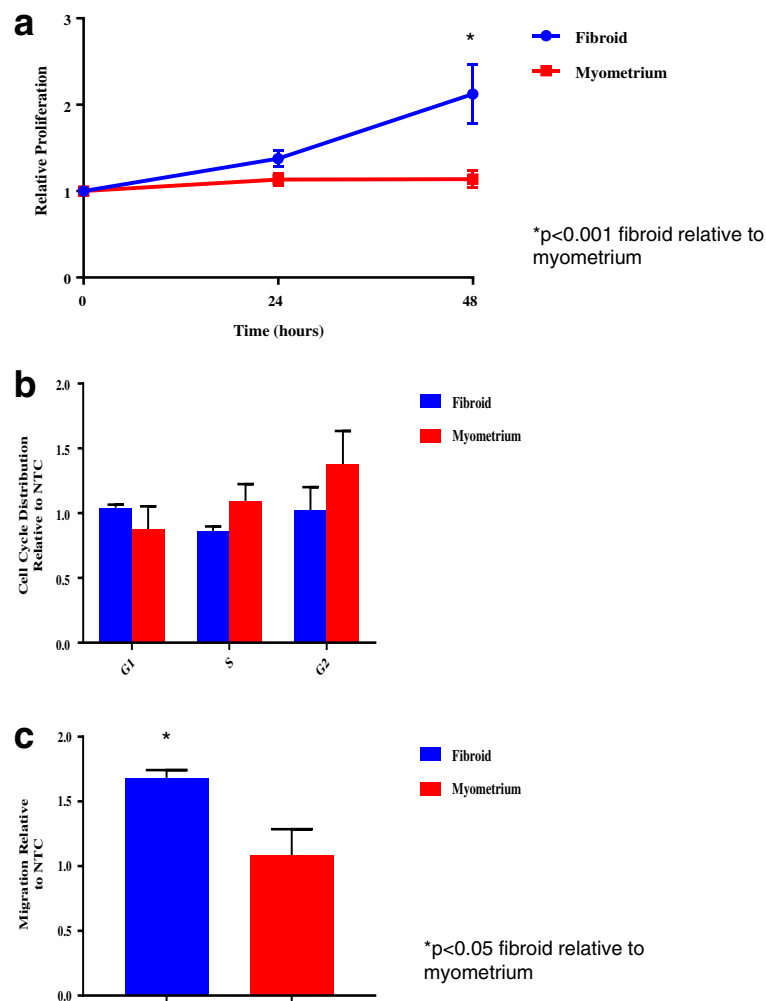 a
3
2
1
0
Relative Proliferation
*
0
24
48
Time (hours)
Fibroid
Myometrium
*p<0.001 fibroid relative to
myometrium
b
2.0
1.5
1.0
0.5
0.0
Cell Cycle Distribution
Relative to NTC
G1
S
G2
Fibroid
Myometrium
c
2.0
1.5
1.0
0.5
0.0
Migration Relative
to NTC
*
Fibroid
Myometrium
*p<0.05 fibroid relative to
myometrium